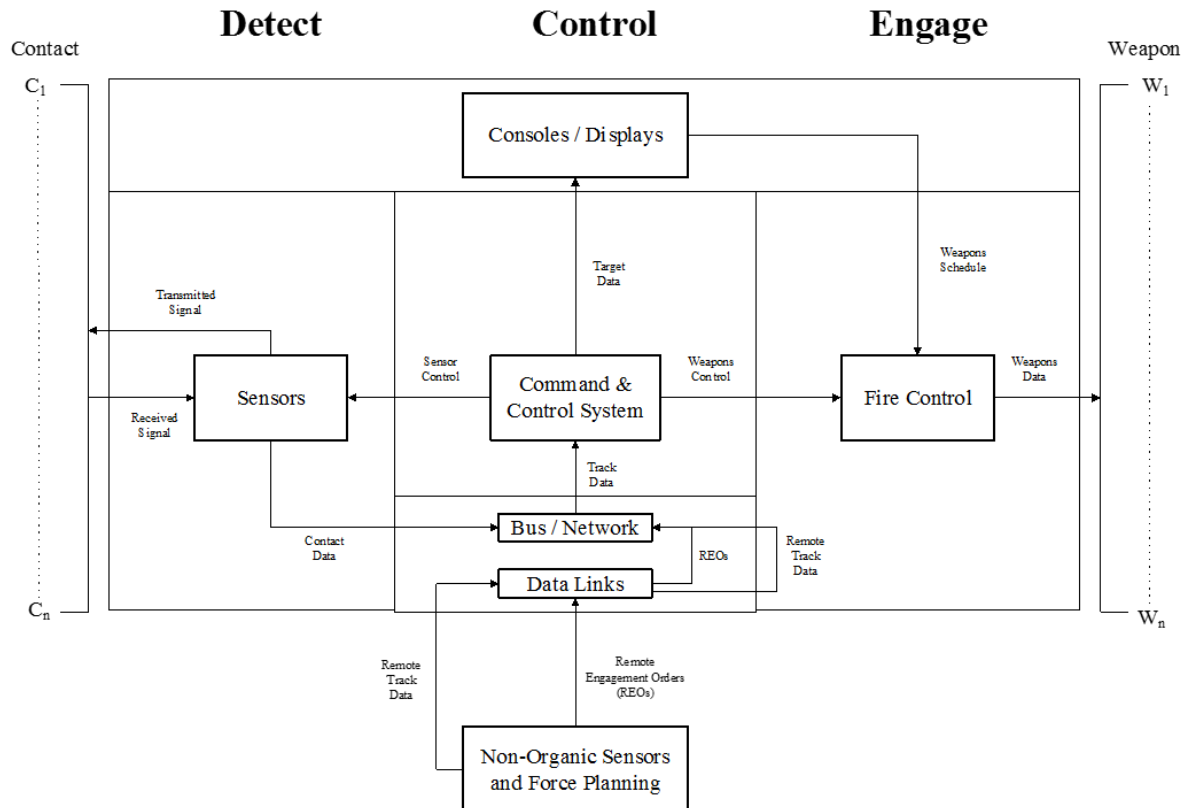 Detect
Control
Engage
Contact
Weapon
C1
W1
Consoles / Displays
Target
Data
Weapons
Schedule
Transmitted
Signal
Sensor
Control
Weapons
Control
Weapons
Data
Sensors
Command &
Control System
Fire Control
Received
Signal
Track
Data
Bus / Network
Contact
Data
REOs
Remote
Track
Data
Data Links
Cn
Wn
Remote
Track
Data
Remote
Engagement Orders
(REOs)
Non-Organic Sensors
and Force Planning